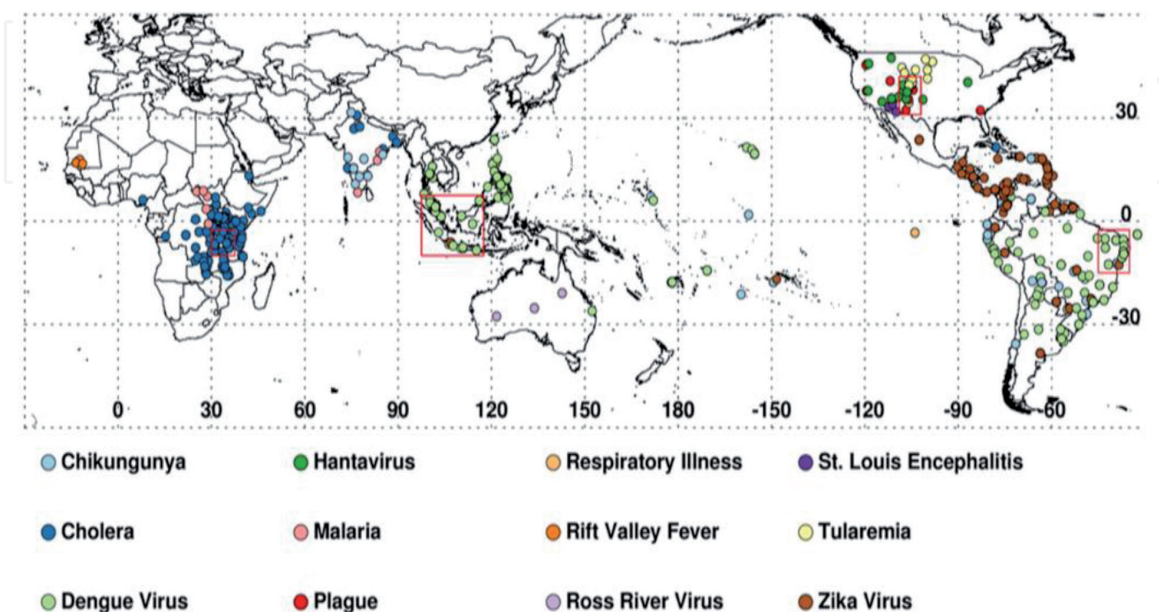 30
0
-30
0 30 60 90 120 150 180 -150 -120 -90 -60
Chikungunya Hantavirus Respiratory Illness St. Louis Encephalitis
Cholera Malaria Rift Valley Fever Tularemia
Dengue Virus Plague Ross River Virus Zika Virus